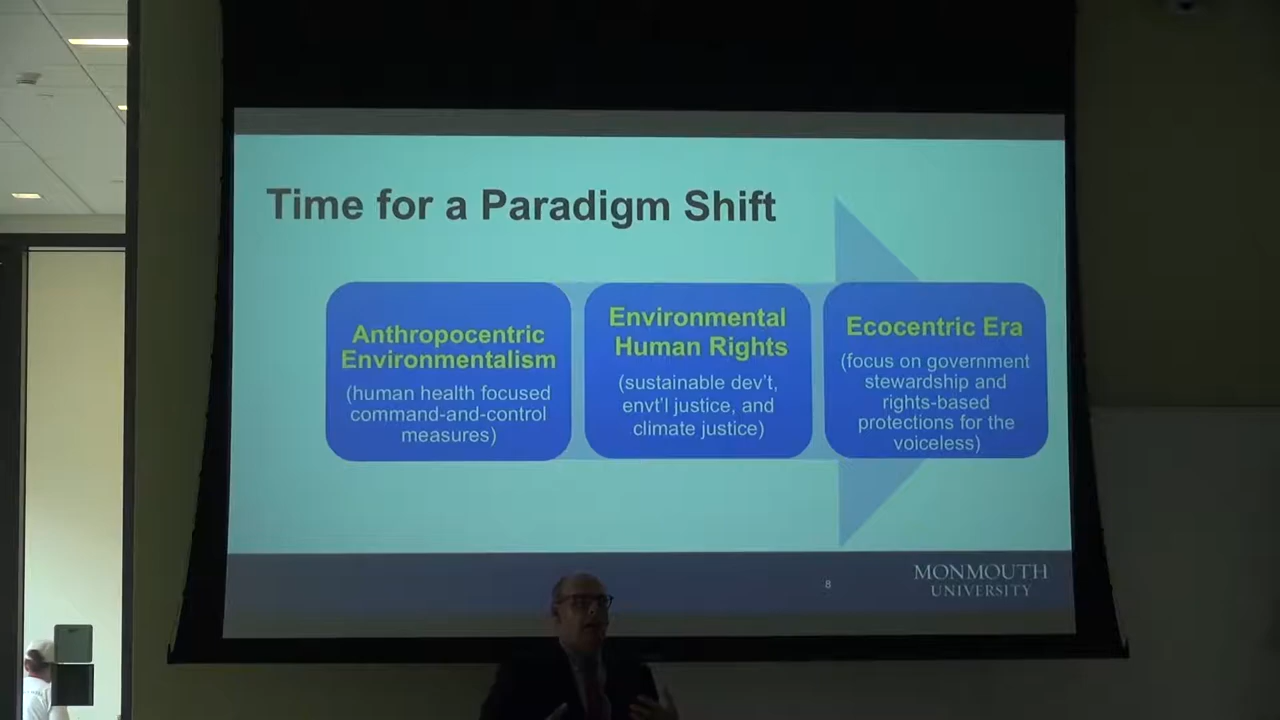 Time for a Paradigm Shift
Anthropocentric
Environmentalism
(human health focused
command-and-control
measures)
Environmental
Human Rights
(sustainable dev't,
envt'l justice, and
climate justice)
Ecocentric Era
(focus on government
stewardship and
rights-based
protections for the
voiceless)
8
MONMOUTH
UNIVERSITY